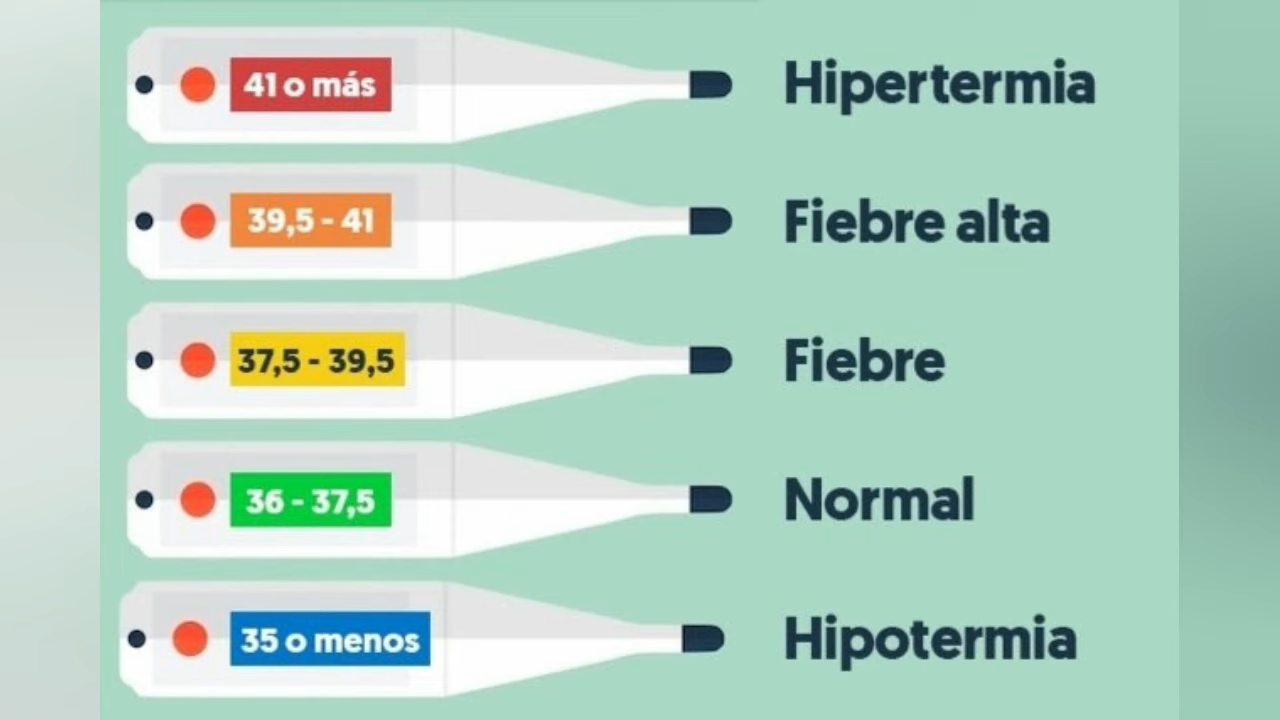 41 o más Hipertermia
39,5 - 41 Fiebre alta
37,5 - 39,5 Fiebre
36 - 37,5 Normal
35 o menos Hipotermia